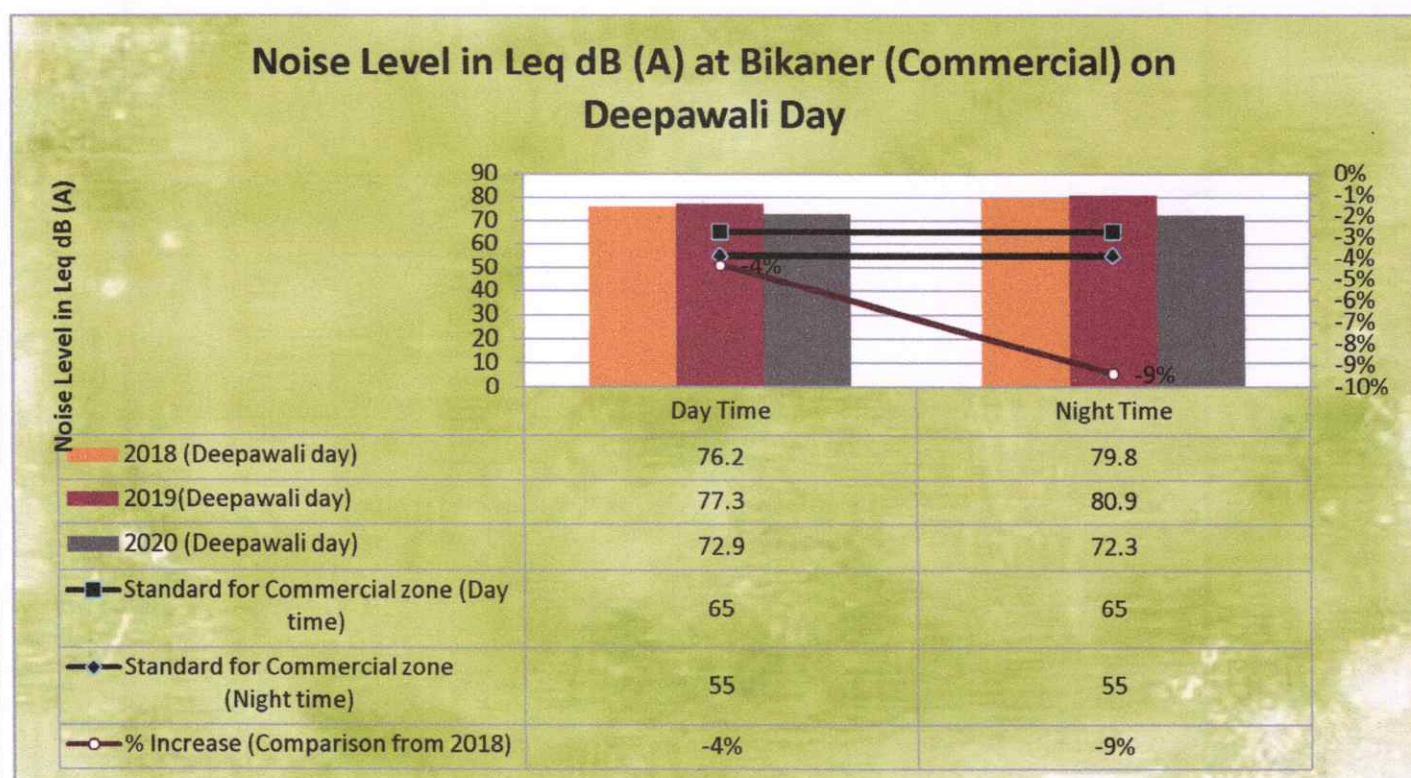 Noise Level in Leq dB (A) at Bikaner (Commercial) on
Deepawali Day
Noise Level in Leq dB (A)
90
80
70
60
50
40
30
20
10
0
0%
-1%
-2%
-3%
-4%
-5%
-6%
-7%
-8%
-9%
-10%
-4%
-9%
Day Time Night Time
2018 (Deepawali day) 76.2 79.8
2019(Deepawali day) 77.3 80.9
2020 (Deepawali day) 72.9 72.3
Standard for Commercial zone (Day
time) 65 65
Standard for Commercial zone
(Night time) 55 55
% Increase (Comparison from 2018) -4% -9%